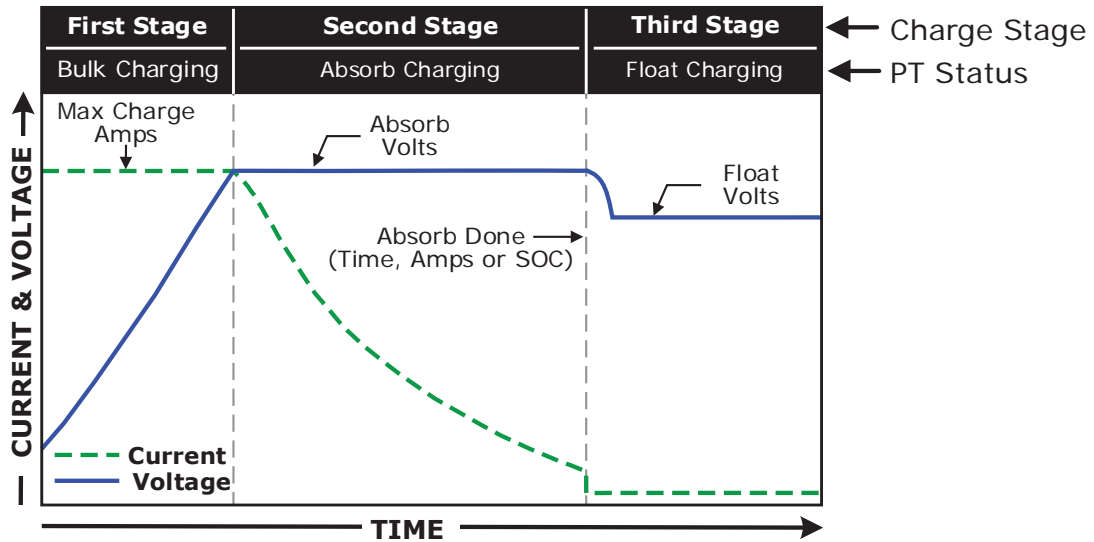 First Stage
Second Stage
Third Stage
Charge Stage
Bulk Charging
Absorb Charging
Float Charging
PT Status
Max Charge
Amps
Absorb
Volts
Float
Volts
Absorb Done
(Time, Amps or SOC)
CURRENT & VOLTAGE
Current
Voltage
TIME